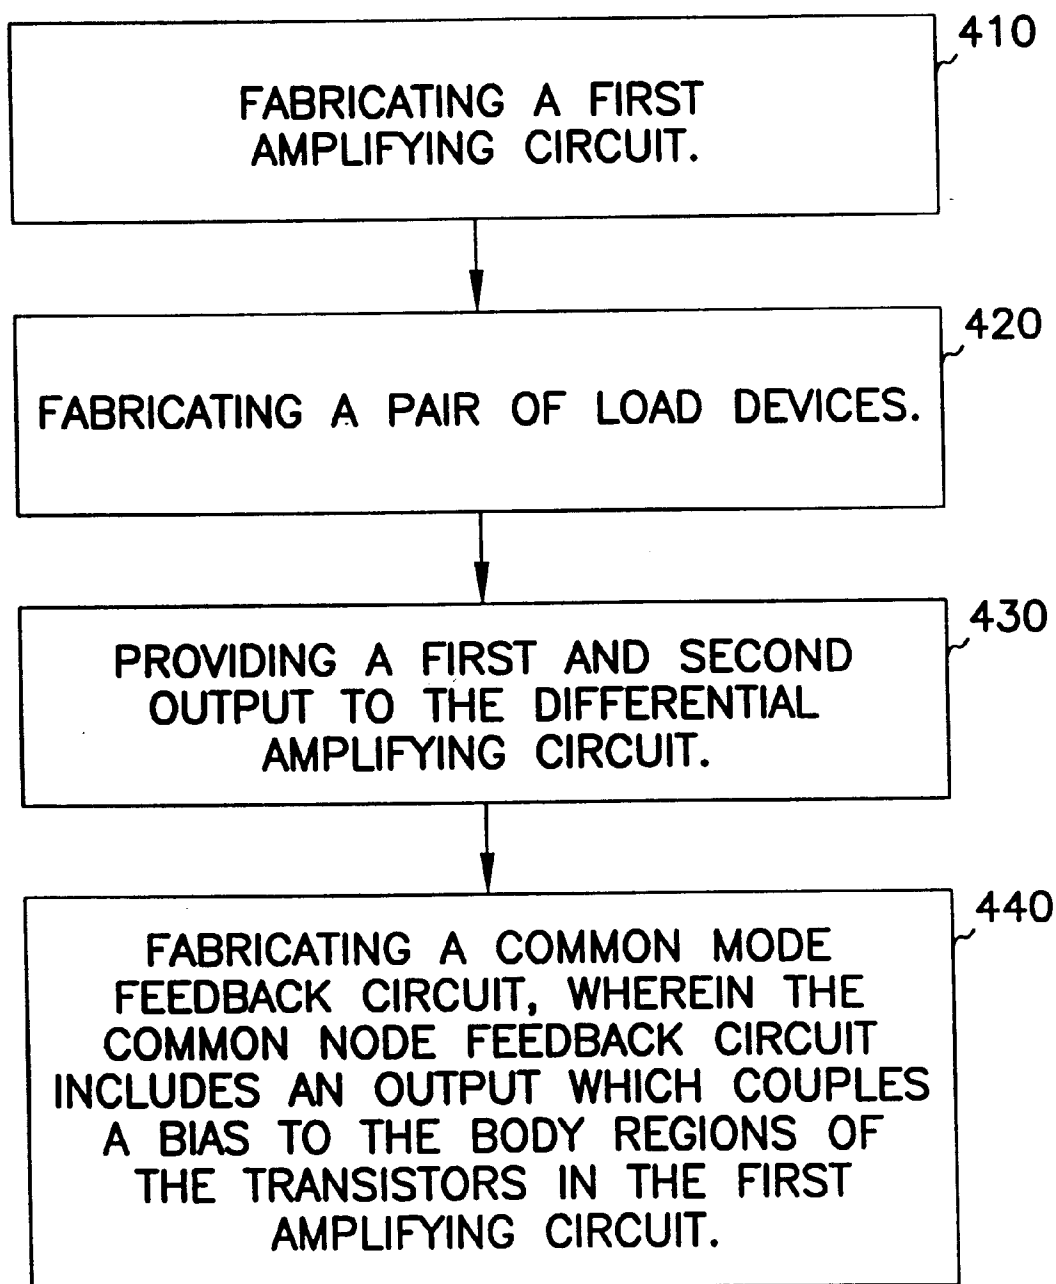 410
FABRICATING A FIRST
AMPLIFYING CIRCUIT.
420
FABRICATING A PAIR OF LOAD DEVICES.
430
PROVIDING A FIRST AND SECOND
OUTPUT TO THE DIFFERENTIAL
AMPLIFYING CIRCUIT.
440
FABRICATING A COMMON MODE
FEEDBACK CIRCUIT, WHEREIN THE
COMMON NODE FEEDBACK CIRCUIT
INCLUDES AN OUTPUT WHICH COUPLES
A BIAS TO THE BODY REGIONS OF
THE TRANSISTORS IN THE FIRST
AMPLIFYING CIRCUIT.